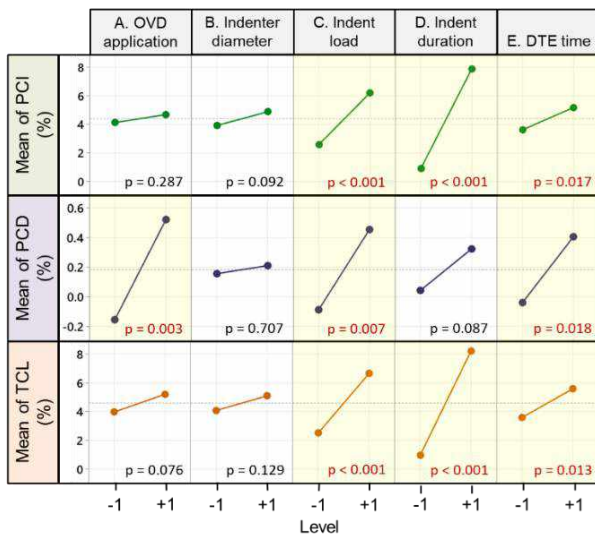 A. OVD application
B. Indenter diameter
C. Indent load
D. Indent duration
E. DTE time
Mean of PCI (%)
8
6
4
2
0
p = 0.287
p = 0.092
p < 0.001
p < 0.001
p = 0.017
Mean of PCD (%)
0.6
0.4
0.2
0.0
-0.2
p = 0.003
p = 0.707
p = 0.007
p = 0.087
p = 0.018
Mean of TCL (%)
8
6
4
2
0
p = 0.076
p = 0.129
p < 0.001
p < 0.001
p = 0.013
-1 +1 -1 +1 -1 +1 -1 +1 -1 +1
Level